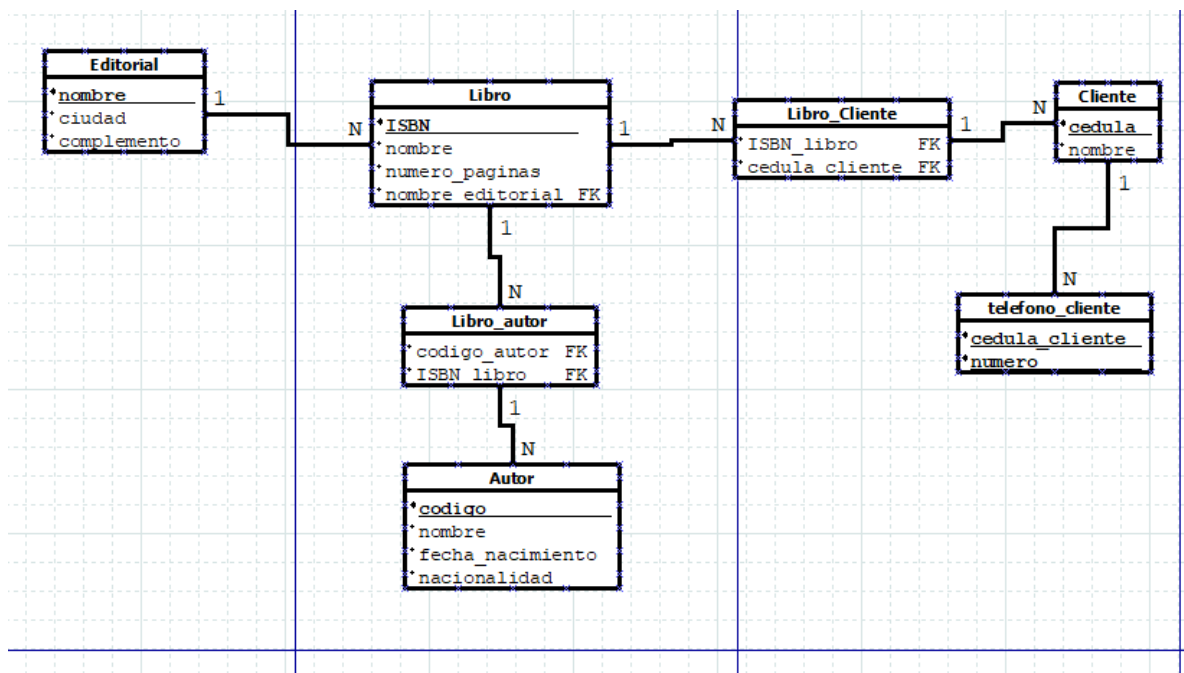 Editorial
nombre
ciudad
complemento
1
N
Libro
ISBN
nombre
numero_paginas
nombre_editorial FK
1
N
Libro_Cliente
ISBN_libro FK
cedula_cliente FK
1
N
Cliente
cedula
nombre
1
N
telefono_cliente
cedula_cliente
numero
1
N
Libro_autor
codigo_autor FK
ISBN_libro FK
1
N
Autor
codigo
nombre
fecha_nacimiento
nacionalidad